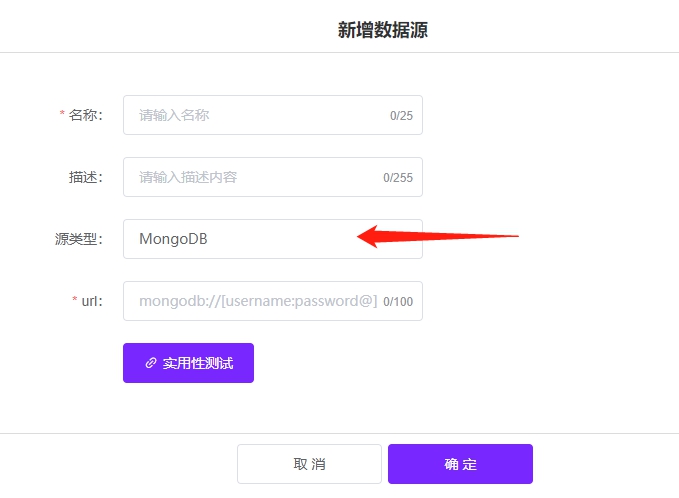 新增数据源
* 名称： 请输入名称 0/25
描述： 请输入描述内容 0/255
源类型： MongoDB
* url： mongodb://[username:password@] 0/100
实用性测试
取 消 确 定